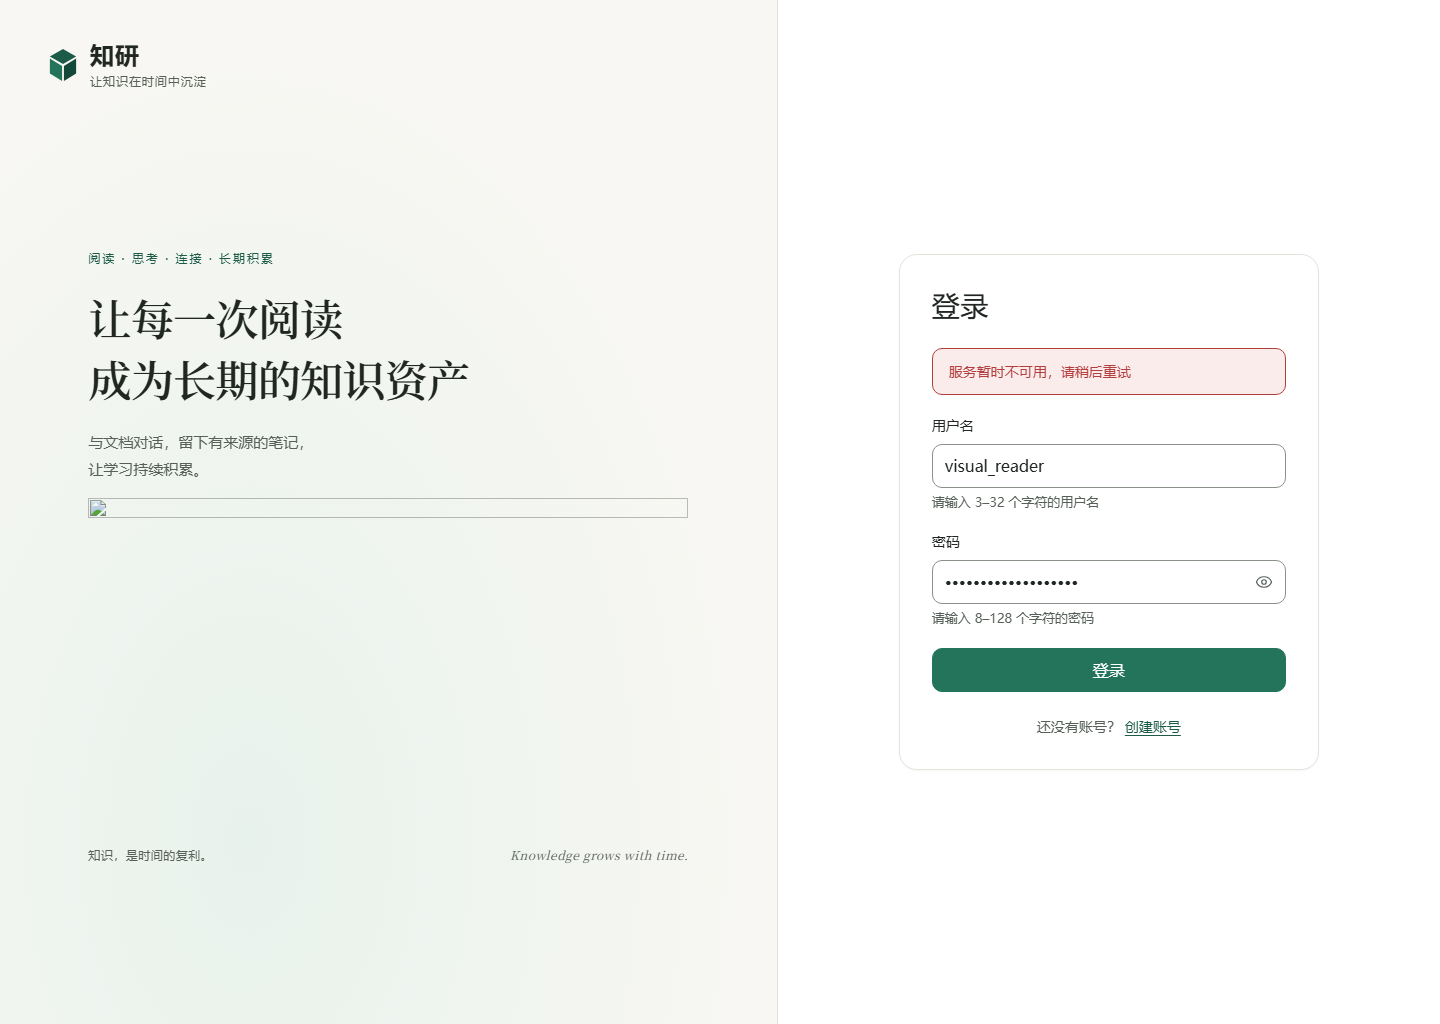 知研
让知识在时间中沉淀
阅读 · 思考 · 连接 · 长期积累
让每一次阅读
成为长期的知识资产
与文档对话，留下有来源的笔记，
让学习持续积累。
知识，是时间的复利。
Knowledge grows with time.
登录
服务暂时不可用，请稍后重试
用户名
visual_reader
请输入 3–32 个字符的用户名
密码
•••••••••••••••••••
请输入 8–128 个字符的密码
登录
还没有账号？ 创建账号